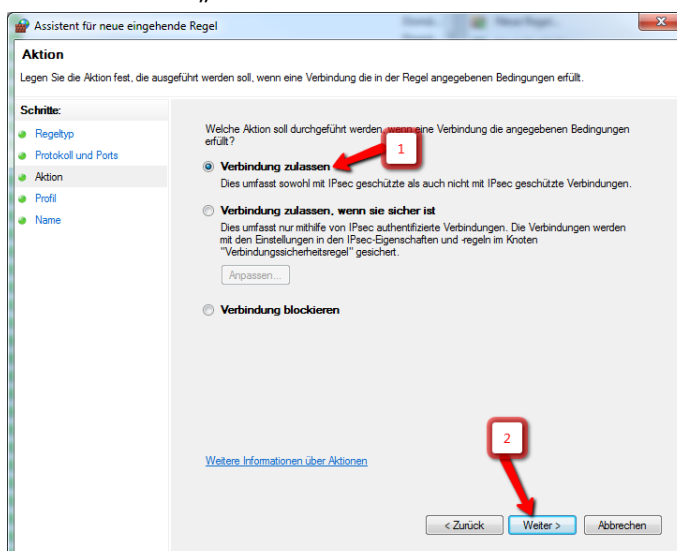 Assistent für neue eingehende Regel
Aktion
Legen Sie die Aktion fest, die ausgeführt werden soll, wenn eine Verbindung die in der Regel angegebenen Bedingungen erfüllt.
Schritte:
Regeltyp
Protokoll und Ports
Aktion
Profil
Name
Welche Aktion soll durchgeführt werden, wenn eine Verbindung die angegebenen Bedingungen
erfüllt?
1
Verbindung zulassen
Dies umfasst sowohl mit IPsec geschützte als auch nicht mit IPsec geschützte Verbindungen.
Verbindung zulassen, wenn sie sicher ist
Dies umfasst nur mithilfe von IPsec authentifizierte Verbindungen. Die Verbindungen werden
mit den Einstellungen in den IPsec-Eigenschaften und -regeln im Knoten
"Verbindungssicherheitsregel" gesichert.
Anpassen...
Verbindung blockieren
2
Weitere Informationen über Aktionen
< Zurück
Weiter >
Abbrechen